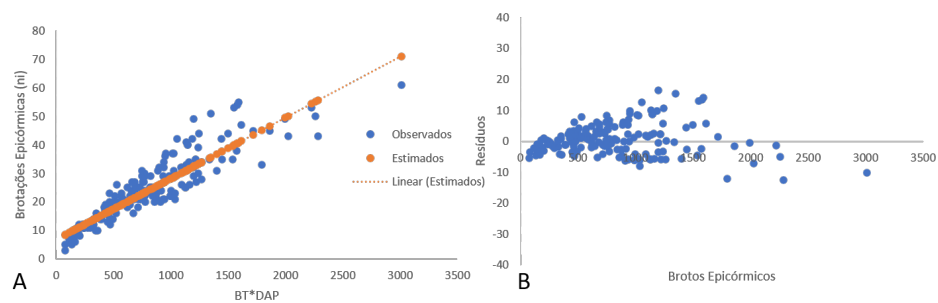 Brotações Epicórmicas (ni)
80
70
60
50
40
30
20
10
0
0 500 1000 1500 2000 2500 3000 3500
BT*DAP
Observados
Estimados
Linear (Estimados)
A
Resíduos
40
30
20
10
0
-10
-20
-30
-40
0 500 1000 1500 2000 2500 3000 3500
Brotos Epicórmicos
B